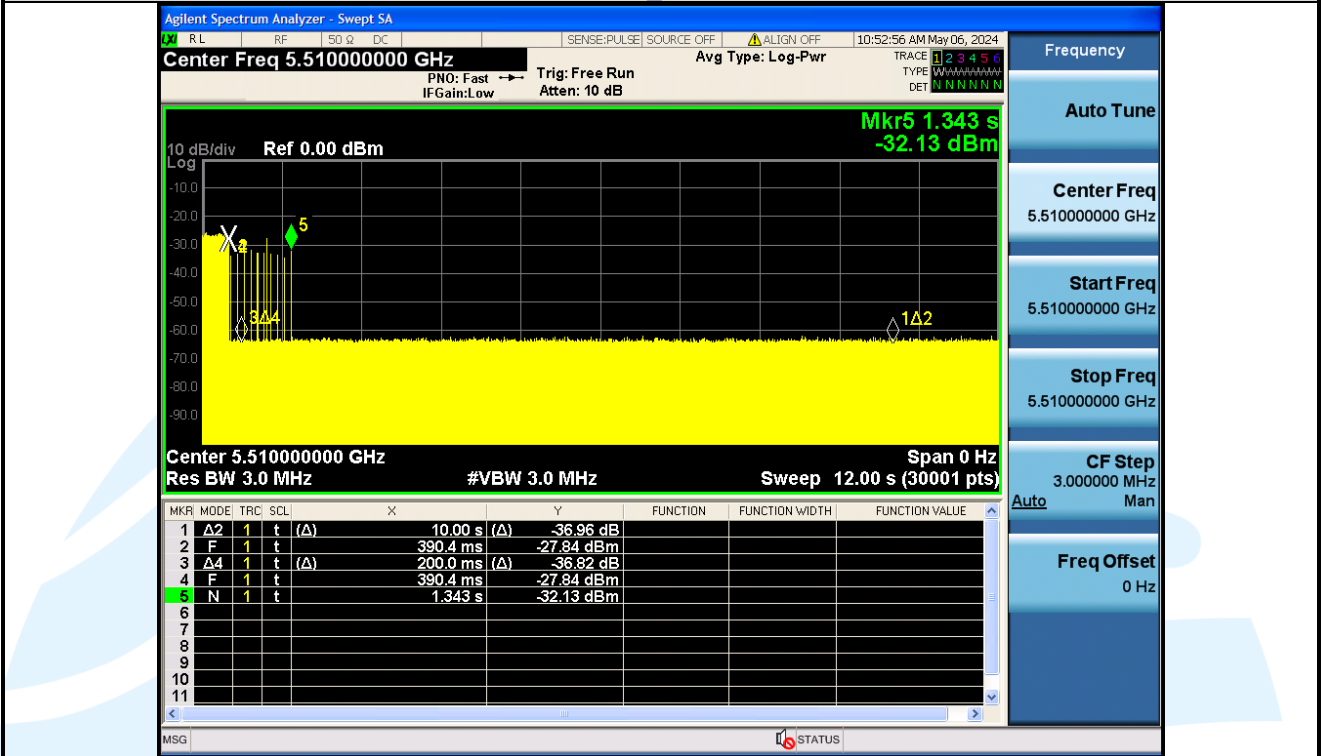 Agilent Spectrum Analyzer - Swept SA
LXI RL RF 50 Ω DC SENSE:PULSE SOURCE OFF ALIGN OFF 10:52:56 AM May 06, 2024
Center Freq 5.510000000 GHz
PNO: Fast
IFGain:Low
Trig: Free Run
Atten: 10 dB
Avg Type: Log-Pwr
TRACE 1 2 3 4 5 6
TYPE
DET N N N N N N
Mkr5 1.343 s
-32.13 dBm
10 dB/div Ref 0.00 dBm
Log
-10.0
-20.0
-30.0
-40.0
-50.0
-60.0
-70.0
-80.0
-90.0
5
3Δ4
1Δ2
Center 5.510000000 GHz Span 0 Hz
Res BW 3.0 MHz #VBW 3.0 MHz Sweep 12.00 s (30001 pts)
MKR MODE TRC SCL X Y FUNCTION FUNCTION WIDTH FUNCTION VALUE
1 Δ2 1 t (Δ) 10.00 s (Δ) -36.96 dB
2 F 1 t 390.4 ms -27.84 dBm
3 Δ4 1 t (Δ) 200.0 ms (Δ) -36.82 dB
4 F 1 t 390.4 ms -27.84 dBm
5 N 1 t 1.343 s -32.13 dBm
6
7
8
9
10
11
MSG STATUS
Frequency
Auto Tune
Center Freq
5.510000000 GHz
Start Freq
5.510000000 GHz
Stop Freq
5.510000000 GHz
CF Step
3.000000 MHz
Auto Man
Freq Offset
0 Hz